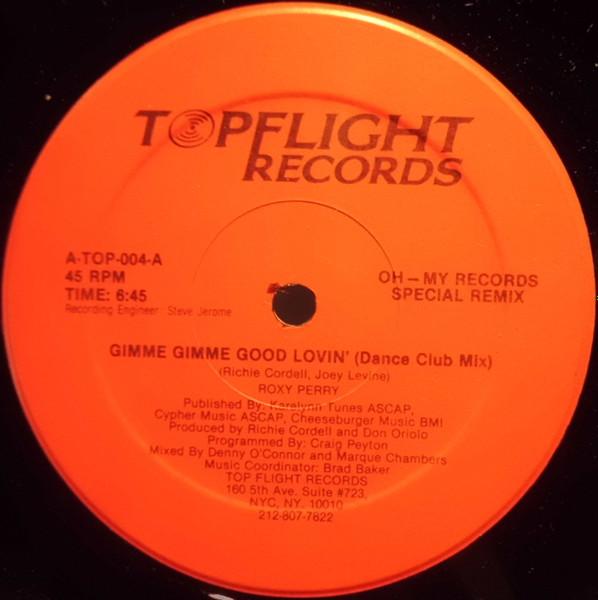 TOPFLIGHT
RECORDS
A-TOP-004-A
45 RPM
TIME: 6:45
Recording Engineer: Steve Jerome
OH – MY RECORDS
SPECIAL REMIX
GIMME GIMME GOOD LOVIN' (Dance Club Mix)
(Richie Cordell, Joey Levine)
ROXY PERRY
Published By: Karalynn Tunes ASCAP,
Cypher Music ASCAP, Cheeseburger Music BMI
Produced by Richie Cordell and Don Oriolo
Programmed By: Craig Peyton
Mixed By Denny O'Connor and Marque Chambers
Music Coordinator: Brad Baker
TOP FLIGHT RECORDS
160 5th Ave. Suite #723,
NYC, NY. 10010
212-807-7822